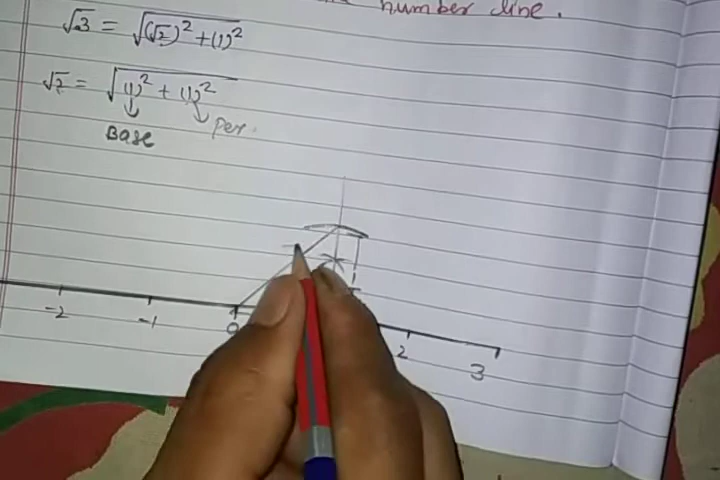 number line.
√3 = √(√2)² + (1)²
√2 = √(1)² + (1)²
Base Per.
-2 -1 0 1 2 3